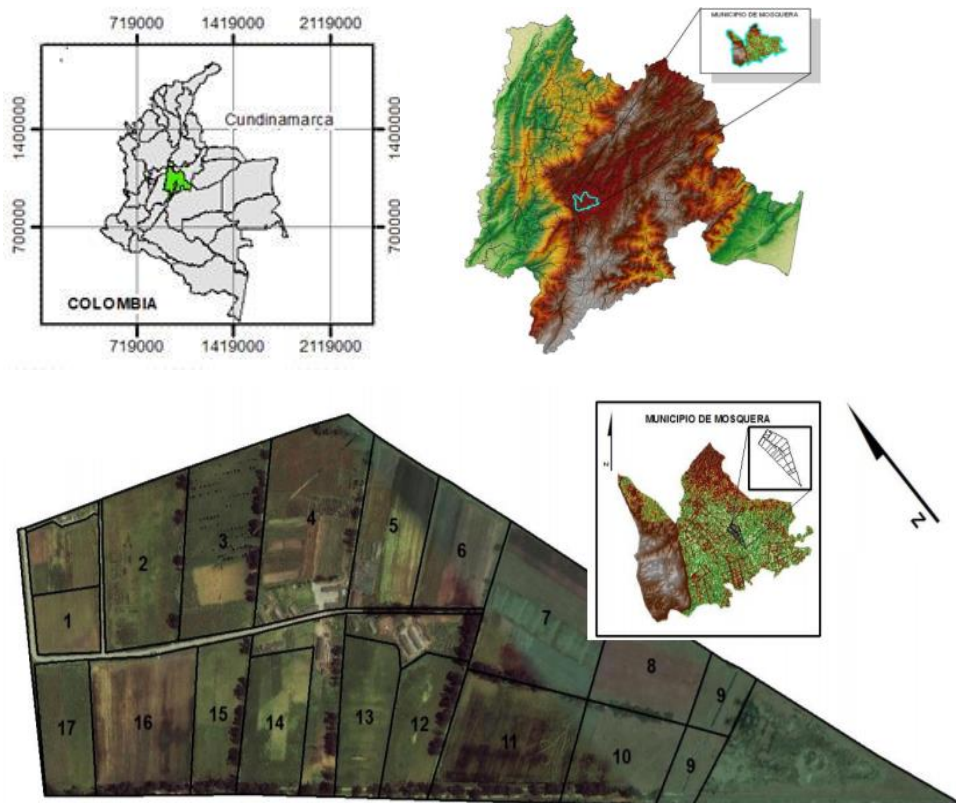 719000 1419000 2119000
Cundinamarca
1400000 1400000
700000 700000
COLOMBIA
719000 1419000 2119000
MUNICIPIO DE MOSQUERA
MUNICIPIO DE MOSQUERA
N
N
1
2
3
4
5
6
7
8
9
17
16
15
14
13
12
11
10
9